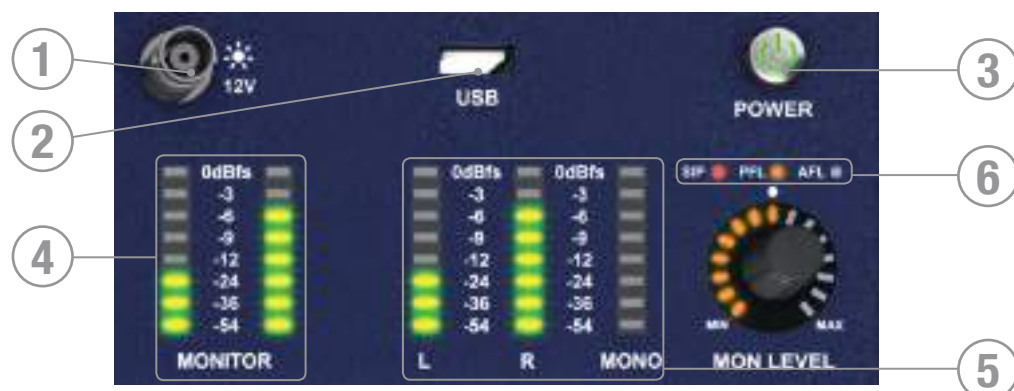 1
12V
3
2
USB
POWER
0dBfs 0dBfs 0dBfs SIP PFL AFL
6
-3 -3 -3
-6 -6 -6
-9 -9 -9
4
-12 -12 -12
-24 -24 -24
-36 -36 -36
-54 -54 -54 MIN MAX
MONITOR L R MONO MON LEVEL
5